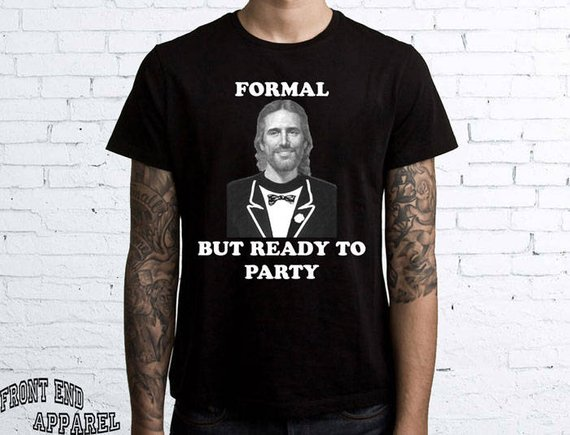 FORMAL
BUT READY TO
PARTY
FRONT END
APPAREL